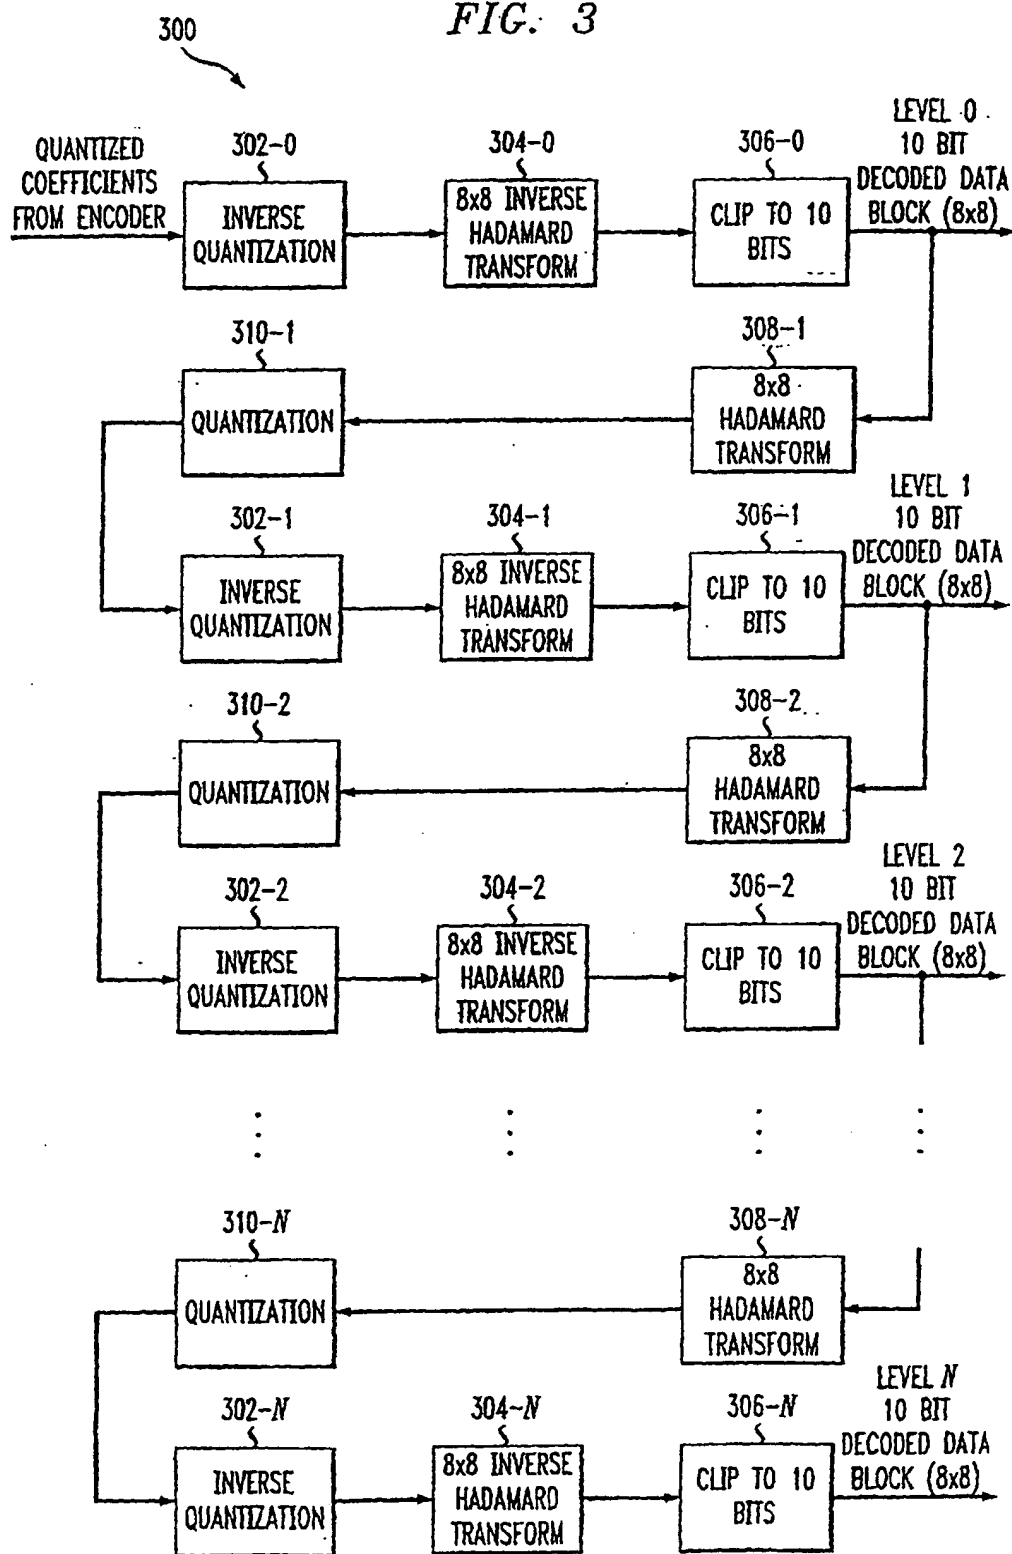 FIG. 3
300
QUANTIZED
COEFFICIENTS
FROM ENCODER
302-0
INVERSE
QUANTIZATION
304-0
8x8 INVERSE
HADAMARD
TRANSFORM
306-0
CLIP TO 10
BITS
LEVEL 0
10 BIT
DECODED DATA
BLOCK (8x8)
310-1
QUANTIZATION
308-1
8x8
HADAMARD
TRANSFORM
302-1
INVERSE
QUANTIZATION
304-1
8x8 INVERSE
HADAMARD
TRANSFORM
306-1
CLIP TO 10
BITS
LEVEL 1
10 BIT
DECODED DATA
BLOCK (8x8)
310-2
QUANTIZATION
308-2
8x8
HADAMARD
TRANSFORM
302-2
INVERSE
QUANTIZATION
304-2
8x8 INVERSE
HADAMARD
TRANSFORM
306-2
CLIP TO 10
BITS
LEVEL 2
10 BIT
DECODED DATA
BLOCK (8x8)
310-N
QUANTIZATION
308-N
8x8
HADAMARD
TRANSFORM
302-N
INVERSE
QUANTIZATION
304-N
8x8 INVERSE
HADAMARD
TRANSFORM
306-N
CLIP TO 10
BITS
LEVEL N
10 BIT
DECODED DATA
BLOCK (8x8)